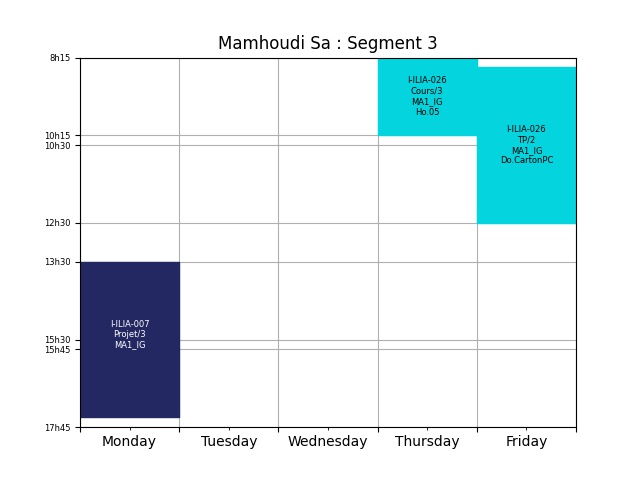 Mamhoudi Sa : Segment 3
8h15
10h15
10h30
12h30
13h30
15h30
15h45
17h45
I-ILIA-007
Projet/3
MA1_IG
I-ILIA-026
Cours/3
MA1_IG
Ho.05
I-ILIA-026
TP/2
MA1_IG
Do.CartonPC
Monday
Tuesday
Wednesday
Thursday
Friday